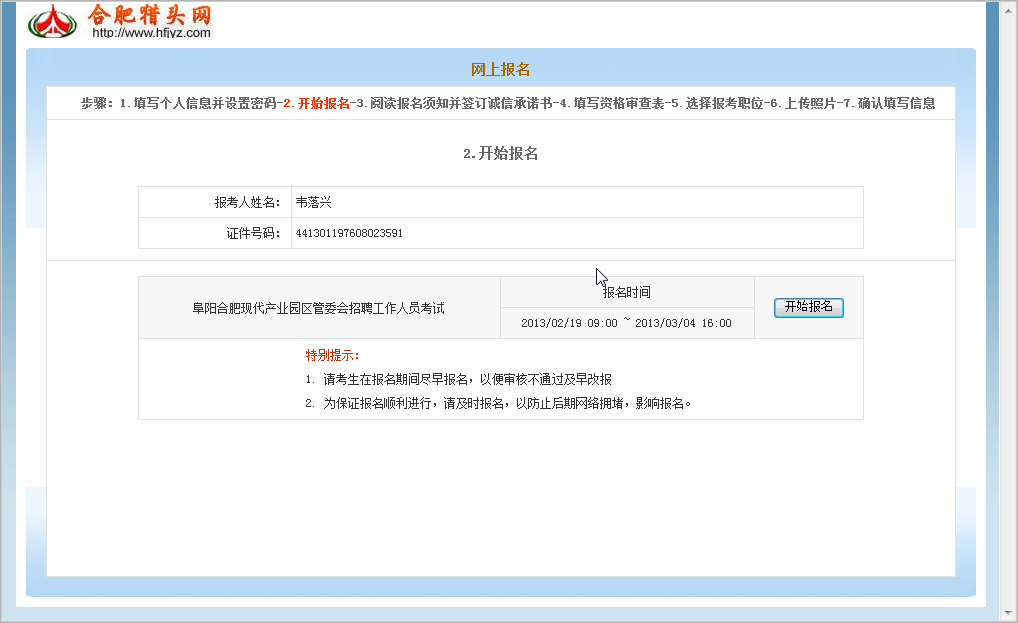 合肥猎头网
http://www.hfjyz.com
网上报名
步骤：1.填写个人信息并设置密码-2.开始报名-3.阅读报名须知并签订诚信承诺书-4.填写资格审查表-5.选择报考职位-6.上传照片-7.确认填写信息
2.开始报名
报考人姓名： 韦落兴
证件号码： 441301197608023591
阜阳合肥现代产业园区管委会招聘工作人员考试
报名时间
2013/02/19 09:00 ~ 2013/03/04 16:00
开始报名
特别提示：
1. 请考生在报名期间尽早报名，以便审核不通过及早改报
2. 为保证报名顺利进行，请及时报名，以防止后期网络拥堵，影响报名。